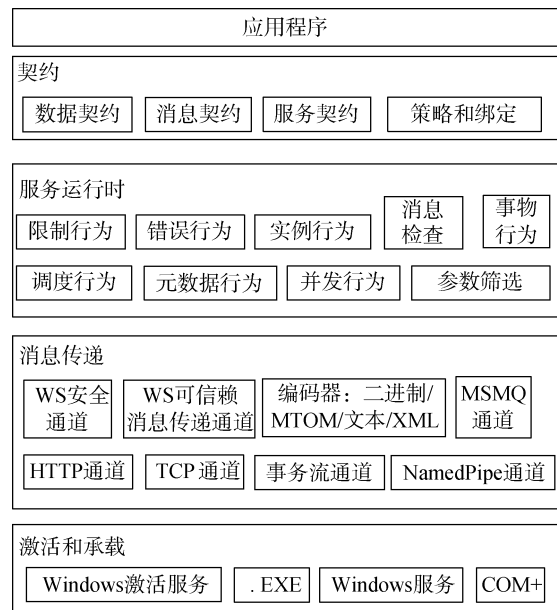 应用程序
契约
数据契约 消息契约 服务契约 策略和绑定
服务运行时
限制行为 错误行为 实例行为 消息检查 事物行为
调度行为 元数据行为 并发行为 参数筛选
消息传递
WS安全通道 WS可信赖消息传递通道 编码器：二进制/MTOM/文本/XML MSMQ通道
HTTP通道 TCP通道 事务流通道 NamedPipe通道
激活和承载
Windows激活服务 .EXE Windows服务 COM+